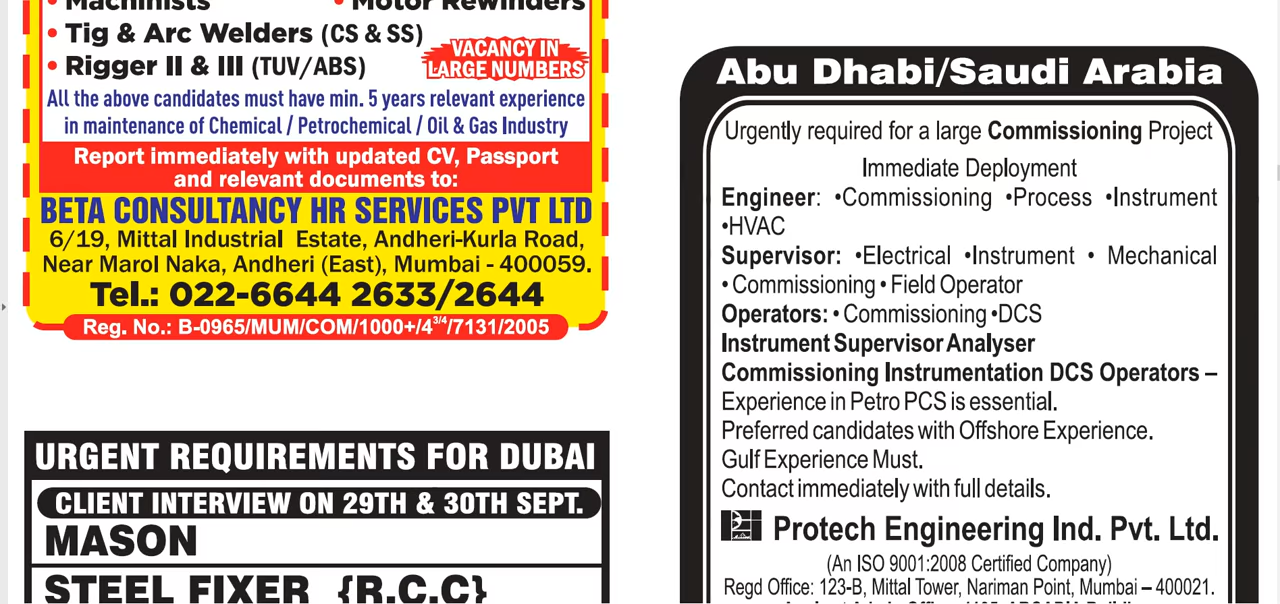 • Machinists • Motor Rewinders
• Tig & Arc Welders (CS & SS)
• Rigger II & III (TUV/ABS)
VACANCY IN
LARGE NUMBERS
All the above candidates must have min. 5 years relevant experience
in maintenance of Chemical / Petrochemical / Oil & Gas Industry
Report immediately with updated CV, Passport
and relevant documents to:
BETA CONSULTANCY HR SERVICES PVT LTD
6/19, Mittal Industrial Estate, Andheri-Kurla Road,
Near Marol Naka, Andheri (East), Mumbai - 400059.
Tel.: 022-6644 2633/2644
Reg. No.: B-0965/MUM/COM/1000+/4³/⁴/7131/2005
URGENT REQUIREMENTS FOR DUBAI
CLIENT INTERVIEW ON 29TH & 30TH SEPT.
MASON
STEEL FIXER {R.C.C}
Abu Dhabi/Saudi Arabia
Urgently required for a large Commissioning Project
Immediate Deployment
Engineer: •Commissioning •Process •Instrument
•HVAC
Supervisor: •Electrical •Instrument • Mechanical
• Commissioning • Field Operator
Operators: • Commissioning •DCS
Instrument Supervisor Analyser
Commissioning Instrumentation DCS Operators –
Experience in Petro PCS is essential.
Preferred candidates with Offshore Experience.
Gulf Experience Must.
Contact immediately with full details.
Protech Engineering Ind. Pvt. Ltd.
(An ISO 9001:2008 Certified Company)
Regd Office: 123-B, Mittal Tower, Nariman Point, Mumbai – 400021.